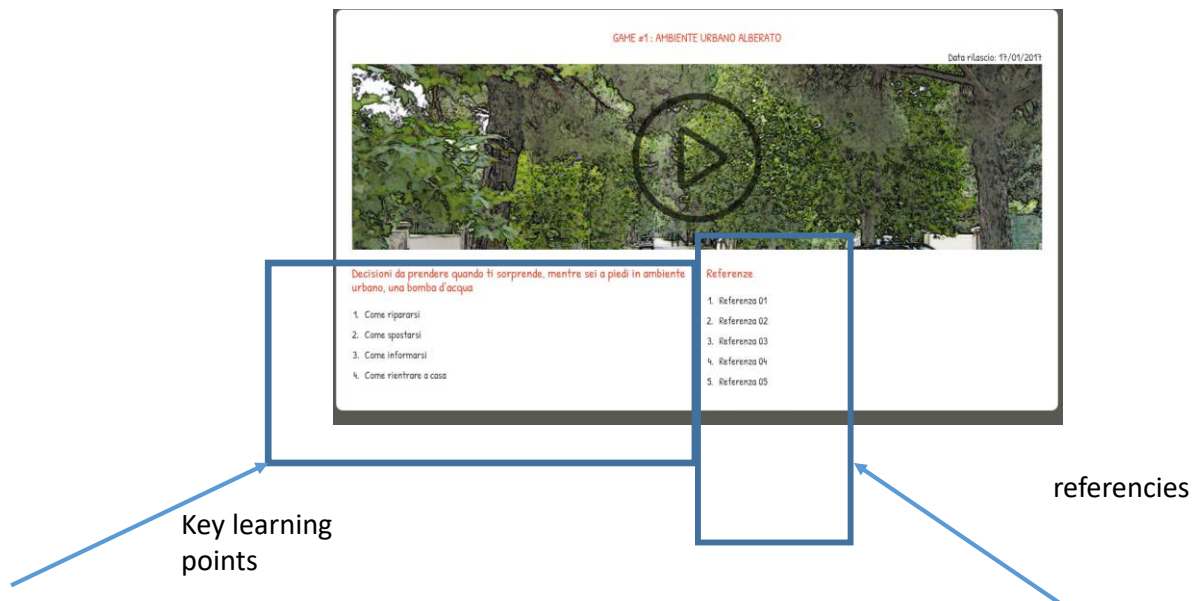 GAME #1 : AMBIENTE URBANO ALBERATO
Data rilascio: 17/01/2017
Decisioni da prendere quando ti sorprende, mentre sei a piedi in ambiente
urbano, una bomba d'acqua
1. Come ripararsi
2. Come spostarsi
3. Come informarsi
4. Come rientrare a casa
Referenze
1. Referenza 01
2. Referenza 02
3. Referenza 03
4. Referenza 04
5. Referenza 05
referencies
Key learning
points